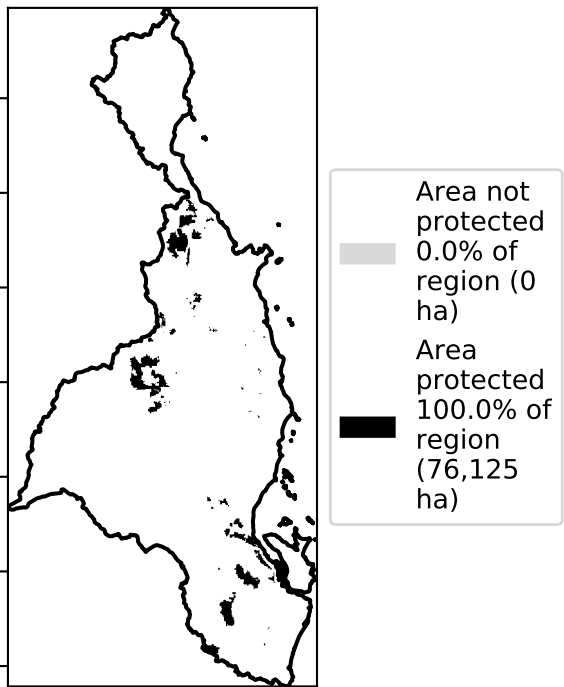 Area not
protected
0.0% of
region (0
ha)
Area
protected
100.0% of
region
(76,125
ha)